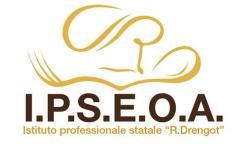 I.P.S.E.O.A.
Istituto professionale statale "R.Drengot"